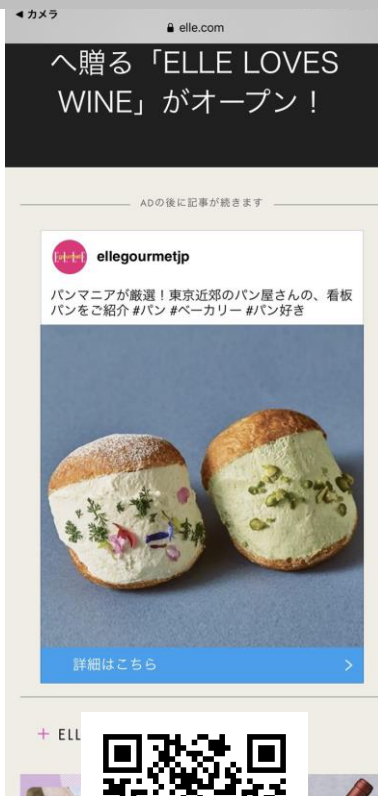 ◀ カメラ
elle.com
へ贈る「ELLE LOVES
WINE」がオープン！
ADの後に記事が続きます
ellegourmetjp
パンマニアが厳選！東京近郊のパン屋さんの、看板
パンをご紹介 #パン #ベーカリー #パン好き
詳細はこちら
+ ELL